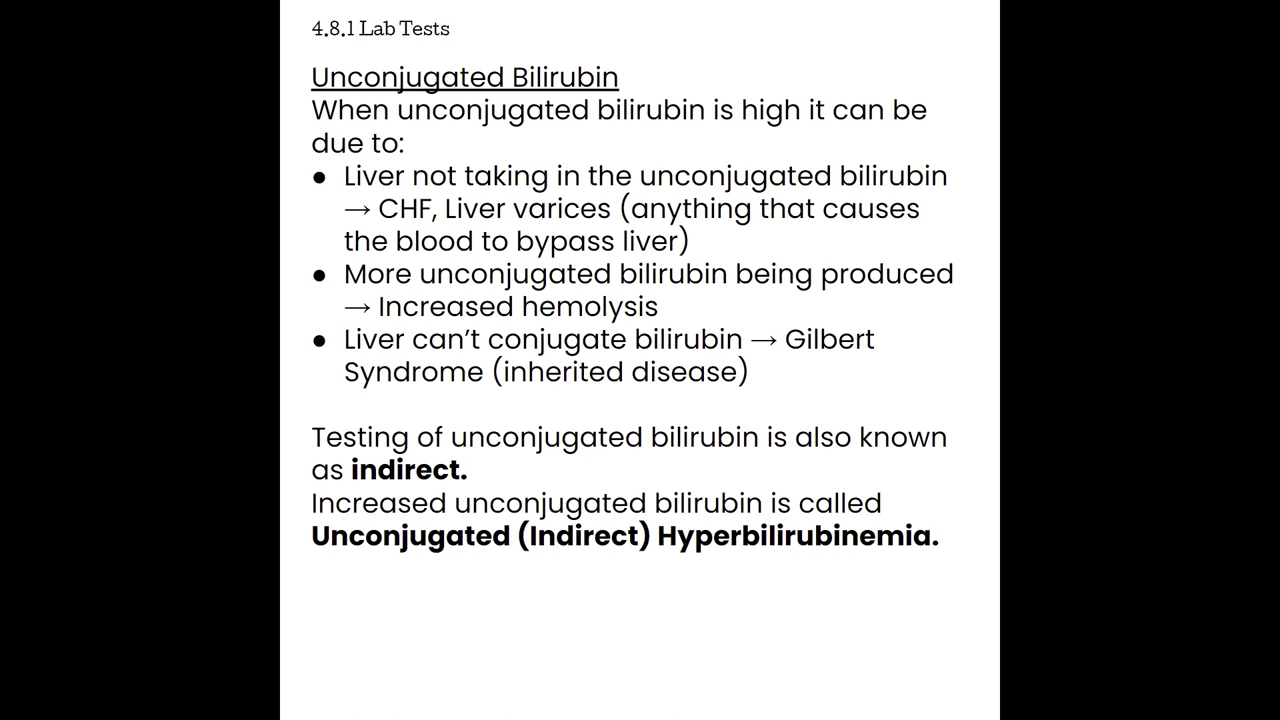 4.8.1 Lab Tests
Unconjugated Bilirubin
When unconjugated bilirubin is high it can be
due to:
● Liver not taking in the unconjugated bilirubin
→ CHF, Liver varices (anything that causes
the blood to bypass liver)
● More unconjugated bilirubin being produced
→ Increased hemolysis
● Liver can’t conjugate bilirubin → Gilbert
Syndrome (inherited disease)
Testing of unconjugated bilirubin is also known
as indirect.
Increased unconjugated bilirubin is called
Unconjugated (Indirect) Hyperbilirubinemia.